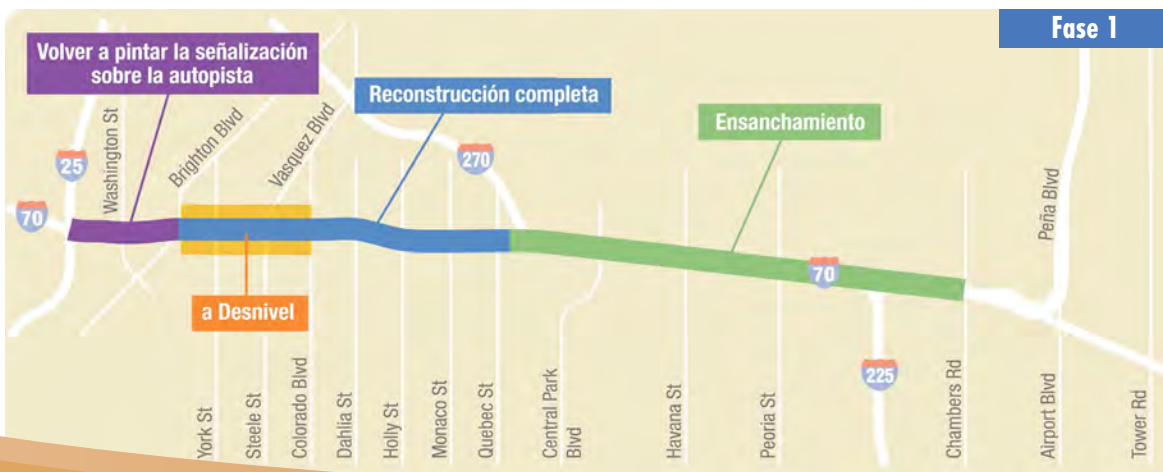 Fase 1
Volver a pintar la señalización
sobre la autopista
Reconstrucción completa
Ensanchamiento
Washington St
Brighton Blvd
Vasquez Blvd
25
270
70
Peña Blvd
70
a Desnivel
225
York St
Steele St
Colorado Blvd
Dahlia St
Holly St
Monaco St
Quebec St
Central Park
Blvd
Havana St
Peoria St
Chambers Rd
Airport Blvd
Tower Rd